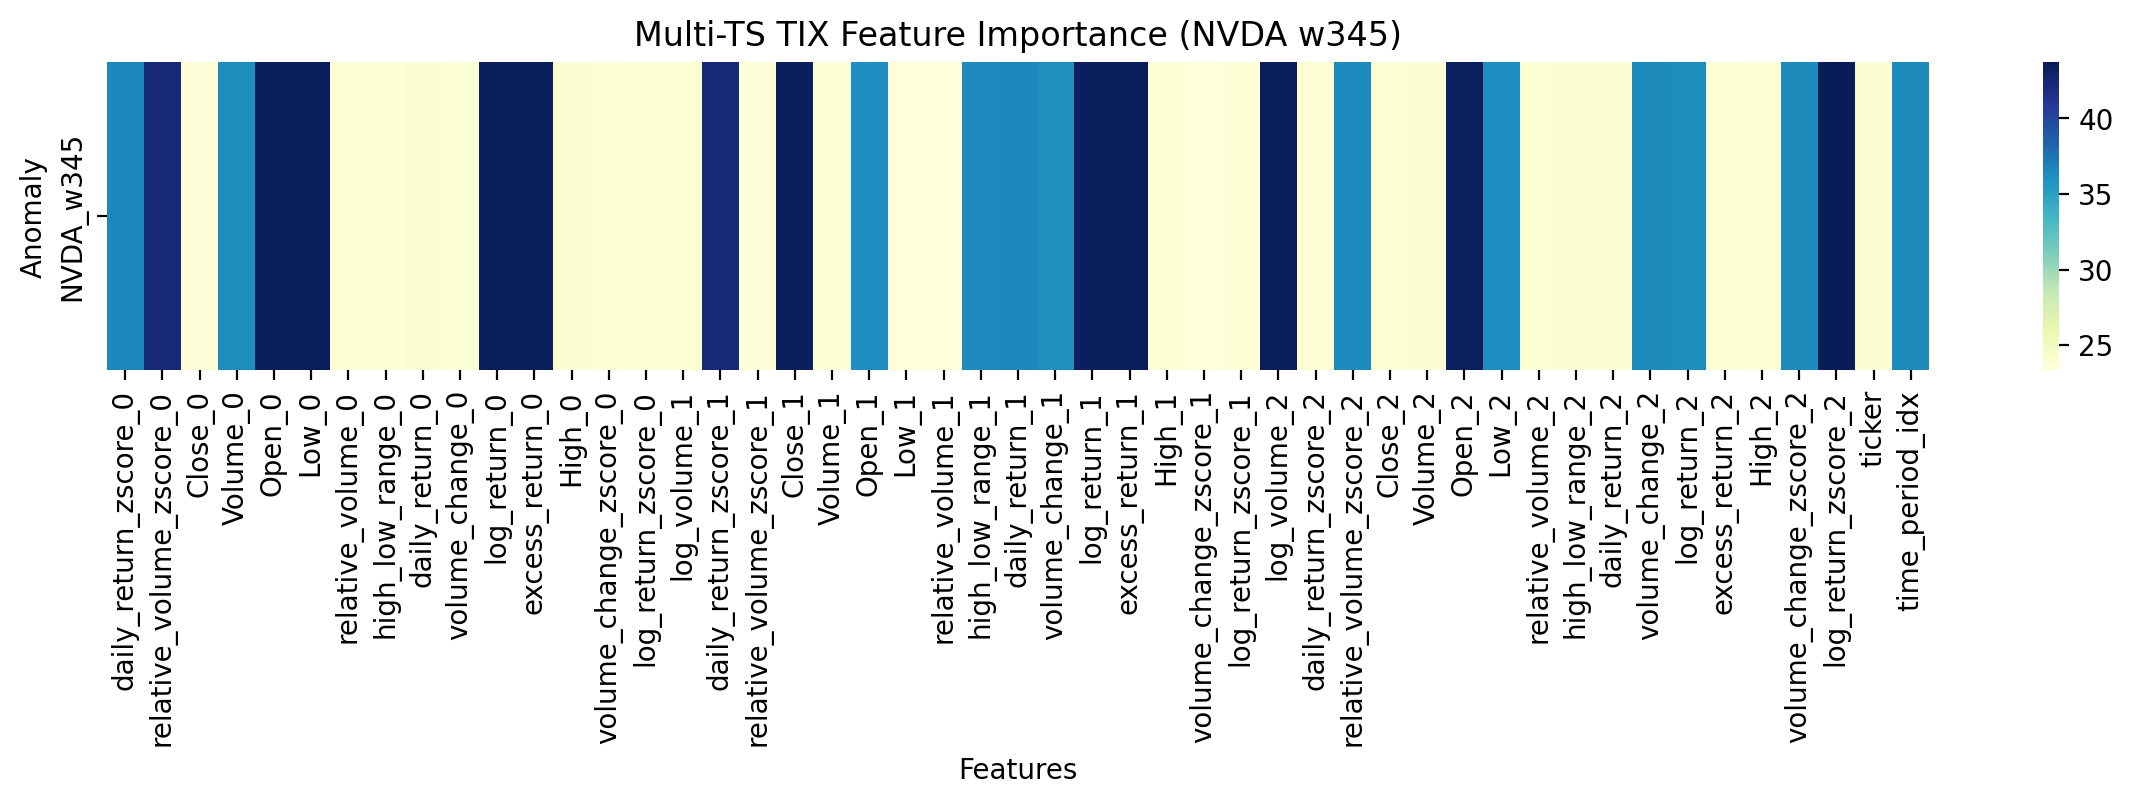 Multi-TS TIX Feature Importance (NVDA w345)
Anomaly
NVDA_w345
40
35
30
25
daily_return_zscore_0
relative_volume_zscore_0
Close_0
Volume_0
Open_0
Low_0
relative_volume_0
high_low_range_0
daily_return_0
volume_change_0
log_return_0
excess_return_0
High_0
volume_change_zscore_0
log_return_zscore_0
log_volume_1
daily_return_zscore_1
relative_volume_zscore_1
Close_1
Volume_1
Open_1
Low_1
relative_volume_1
high_low_range_1
daily_return_1
volume_change_1
log_return_1
excess_return_1
High_1
volume_change_zscore_1
log_return_zscore_1
log_volume_2
daily_return_zscore_2
relative_volume_zscore_2
Close_2
Volume_2
Open_2
Low_2
relative_volume_2
high_low_range_2
daily_return_2
volume_change_2
log_return_2
excess_return_2
High_2
volume_change_zscore_2
log_return_zscore_2
ticker
time_period_idx
Features